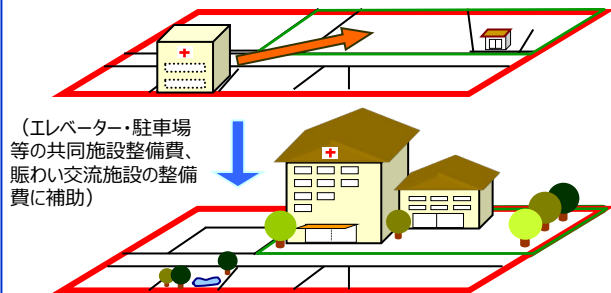 (エレベーター・駐車場
等の共同施設整備費、
賑わい交流施設の整備
費に補助)